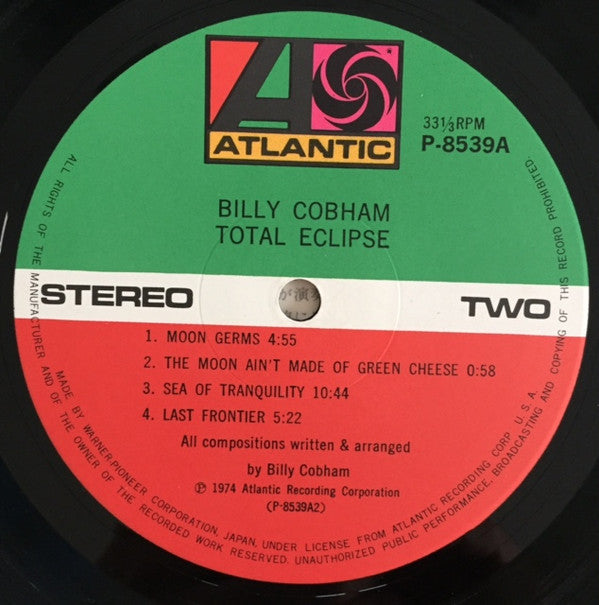 ATLANTIC
33 1/3 RPM
P-8539A
BILLY COBHAM
TOTAL ECLIPSE
STEREO
TWO
1. MOON GERMS 4:55
2. THE MOON AIN'T MADE OF GREEN CHEESE 0:58
3. SEA OF TRANQUILITY 10:44
4. LAST FRONTIER 5:22
All compositions written & arranged
by Billy Cobham
℗ 1974 Atlantic Recording Corporation
(P-8539A2)
MADE BY WARNER-PIONEER CORPORATION, JAPAN, UNDER LICENSE FROM ATLANTIC RECORDING CORP. U.S.A.
ALL RIGHTS OF THE MANUFACTURER AND OF THE OWNER OF THE RECORDED WORK RESERVED. UNAUTHORIZED PUBLIC PERFORMANCE, BROADCASTING AND COPYING OF THIS RECORD PROHIBITED.